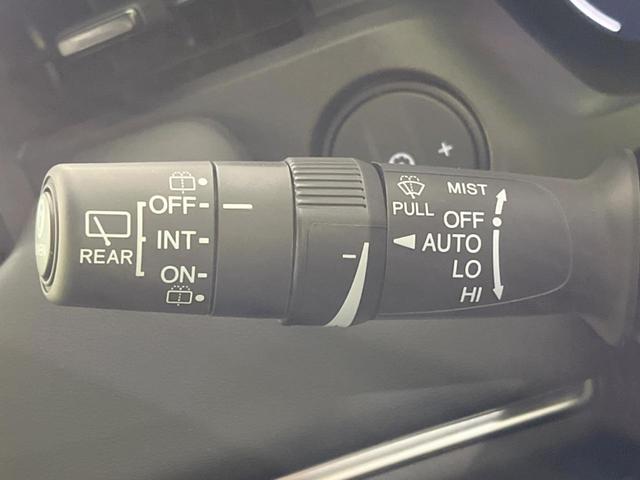 OFF
INT
REAR
ON
MIST
PULL
OFF
AUTO
LO
HI